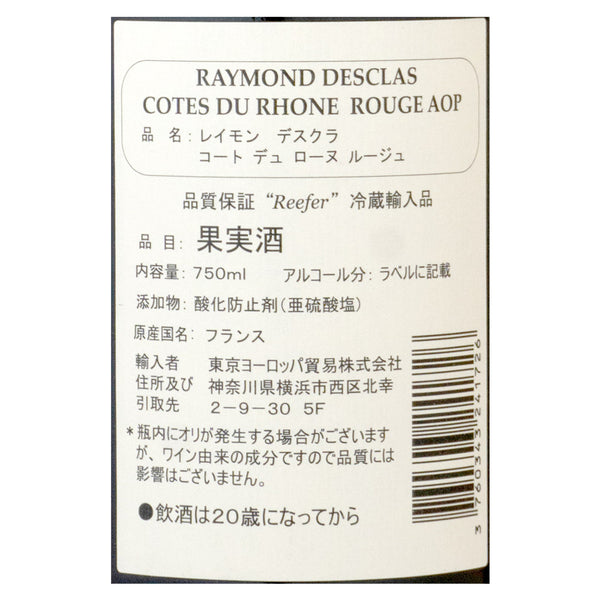 RAYMOND DESCLAS
COTES DU RHONE ROUGE AOP
品 名：レイモン デスクラ
コート デュ ローヌ ルージュ
品質保証 “Reefer” 冷蔵輸入品
品 目：果実酒
内容量：750ml アルコール分：ラベルに記載
添加物：酸化防止剤（亜硫酸塩）
原産国名：フランス
輸入者 東京ヨーロッパ貿易株式会社
住所及び 神奈川県横浜市西区北幸
引取先 2－9－30 5F
＊瓶内にオリが発生する場合がございます
が、ワイン由来の成分ですので品質には
影響はございません。
●飲酒は20歳になってから
3760343241726